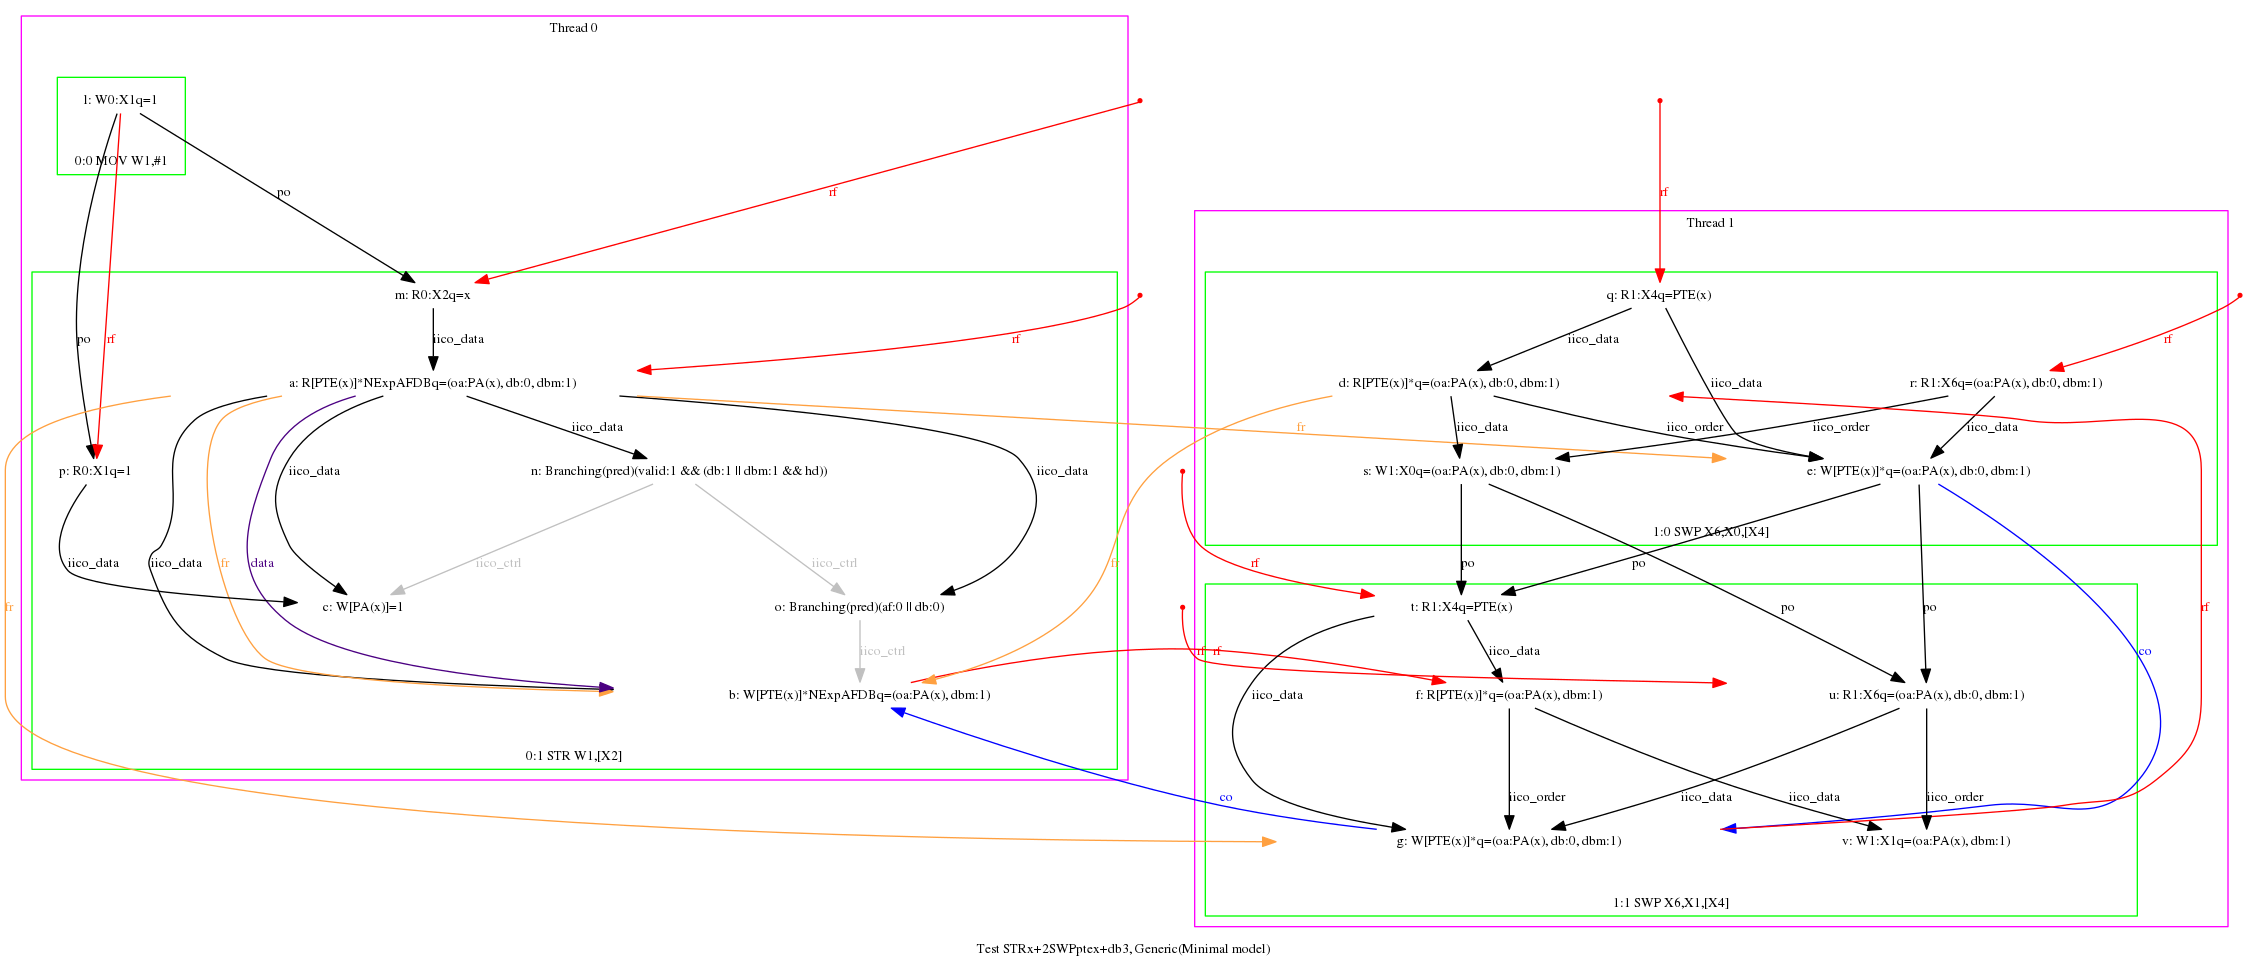 Thread 0
l: W0:X1q=1
0:0 MOV W1,#1
po
rf
rf
Thread 1
m: R0:X2q=x
q: R1:X4q=PTE(x)
po
rf
iico_data
rf
iico_data
rf
a: R[PTE(x)]*NExpAFDBq=(oa:PA(x), db:0, dbm:1)
d: R[PTE(x)]*q=(oa:PA(x), db:0, dbm:1)
iico_data
r: R1:X6q=(oa:PA(x), db:0, dbm:1)
iico_data
fr
iico_data
iico_order
iico_order
iico_data
p: R0:X1q=1
iico_data
n: Branching(pred)(valid:1 && (db:1 || dbm:1 && hd))
iico_data
s: W1:X0q=(oa:PA(x), db:0, dbm:1)
e: W[PTE(x)]*q=(oa:PA(x), db:0, dbm:1)
1:0 SWP X6,X0,[X4]
iico_data
iico_data
fr
data
iico_ctrl
iico_ctrl
fr
rf
po
po
po
fr
c: W[PA(x)]=1
o: Branching(pred)(af:0 || db:0)
t: R1:X4q=PTE(x)
po
po
rf
iico_ctrl
rf
rf
iico_data
co
b: W[PTE(x)]*NExpAFDBq=(oa:PA(x), dbm:1)
iico_data
f: R[PTE(x)]*q=(oa:PA(x), dbm:1)
u: R1:X6q=(oa:PA(x), db:0, dbm:1)
0:1 STR W1,[X2]
co
iico_order
iico_data
iico_data
iico_order
g: W[PTE(x)]*q=(oa:PA(x), db:0, dbm:1)
v: W1:X1q=(oa:PA(x), dbm:1)
1:1 SWP X6,X1,[X4]
Test STRx+2SWPptex+db3, Generic(Minimal model)